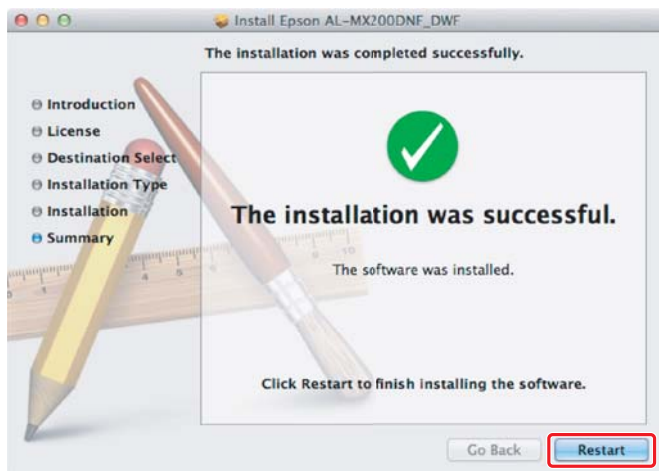 Install Epson AL-MX200DNF_DWF
The installation was completed successfully.
Introduction
License
Destination Select
Installation Type
Installation
Summary
The installation was successful.
The software was installed.
Click Restart to finish installing the software.
Go Back
Restart